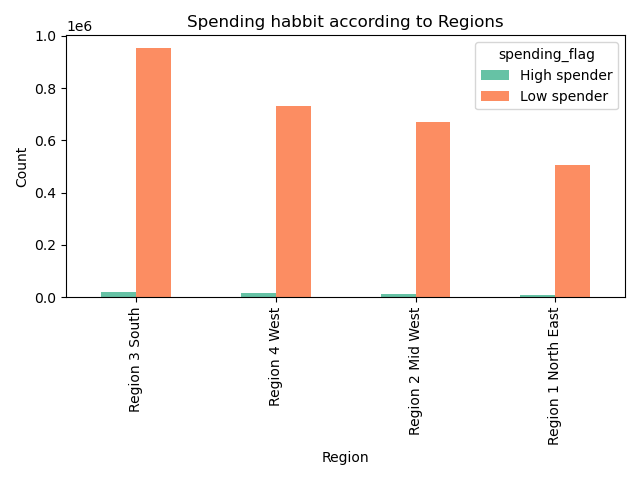 Spending habbit according to Regions
1e6
1.0
0.8
0.6
0.4
0.2
0.0
Count
spending_flag
High spender
Low spender
Region 3 South
Region 4 West
Region 2 Mid West
Region 1 North East
Region